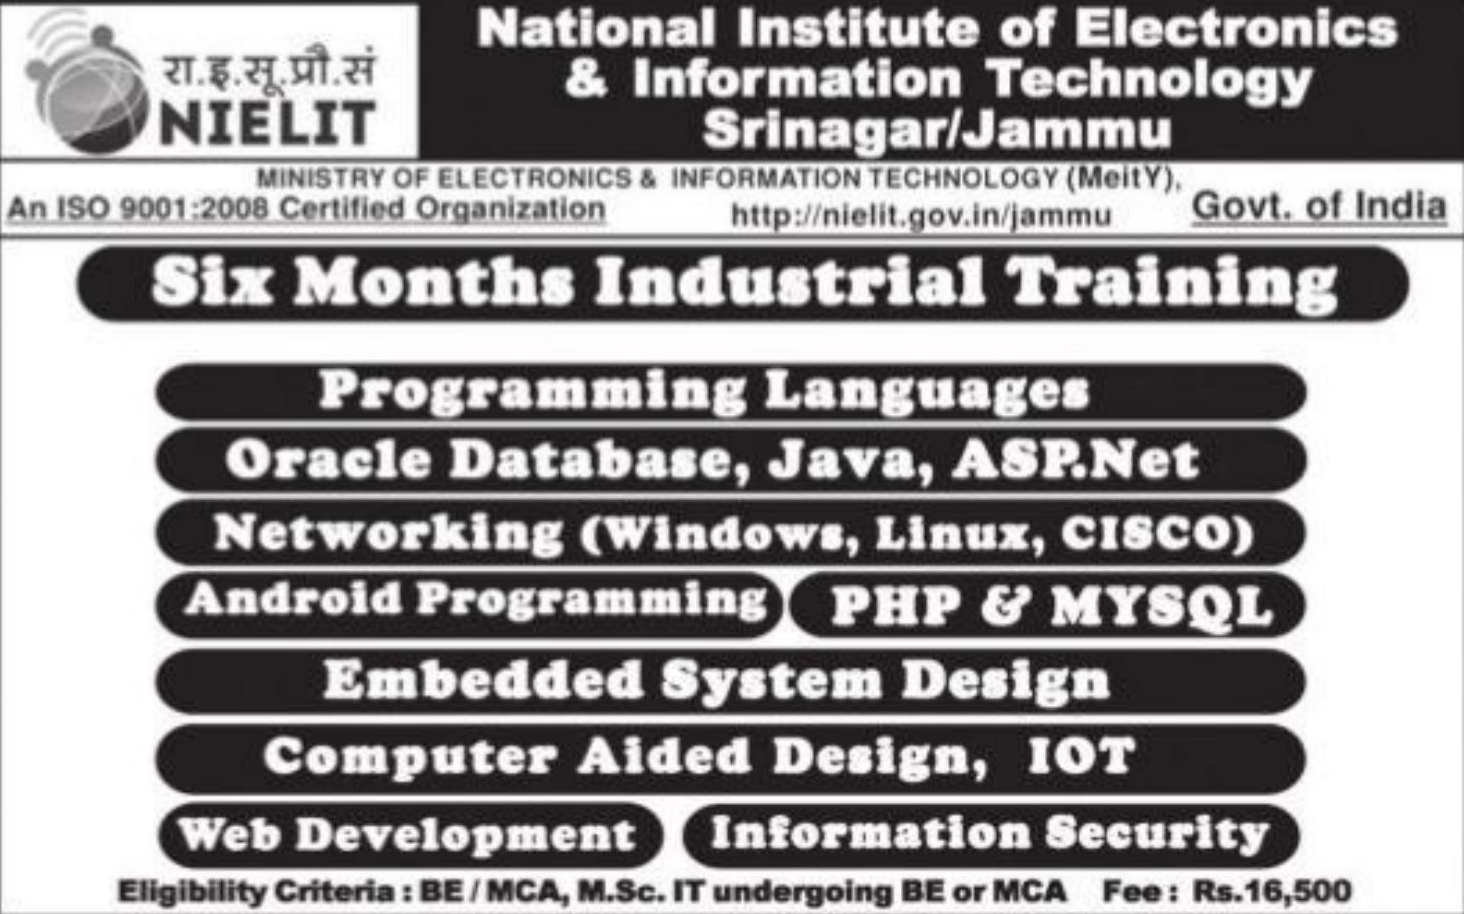 रा.इ.सू.प्रौ.सं
NIELIT
National Institute of Electronics
& Information Technology
Srinagar/Jammu
MINISTRY OF ELECTRONICS & INFORMATION TECHNOLOGY (MeitY),
An ISO 9001:2008 Certified Organization http://nielit.gov.in/jammu Govt. of India
Six Months Industrial Training
Programming Languages
Oracle Database, Java, ASP.Net
Networking (Windows, Linux, CISCO)
Android Programming PHP & MYSQL
Embedded System Design
Computer Aided Design, IOT
Web Development Information Security
Eligibility Criteria : BE / MCA, M.Sc. IT undergoing BE or MCA Fee : Rs.16,500